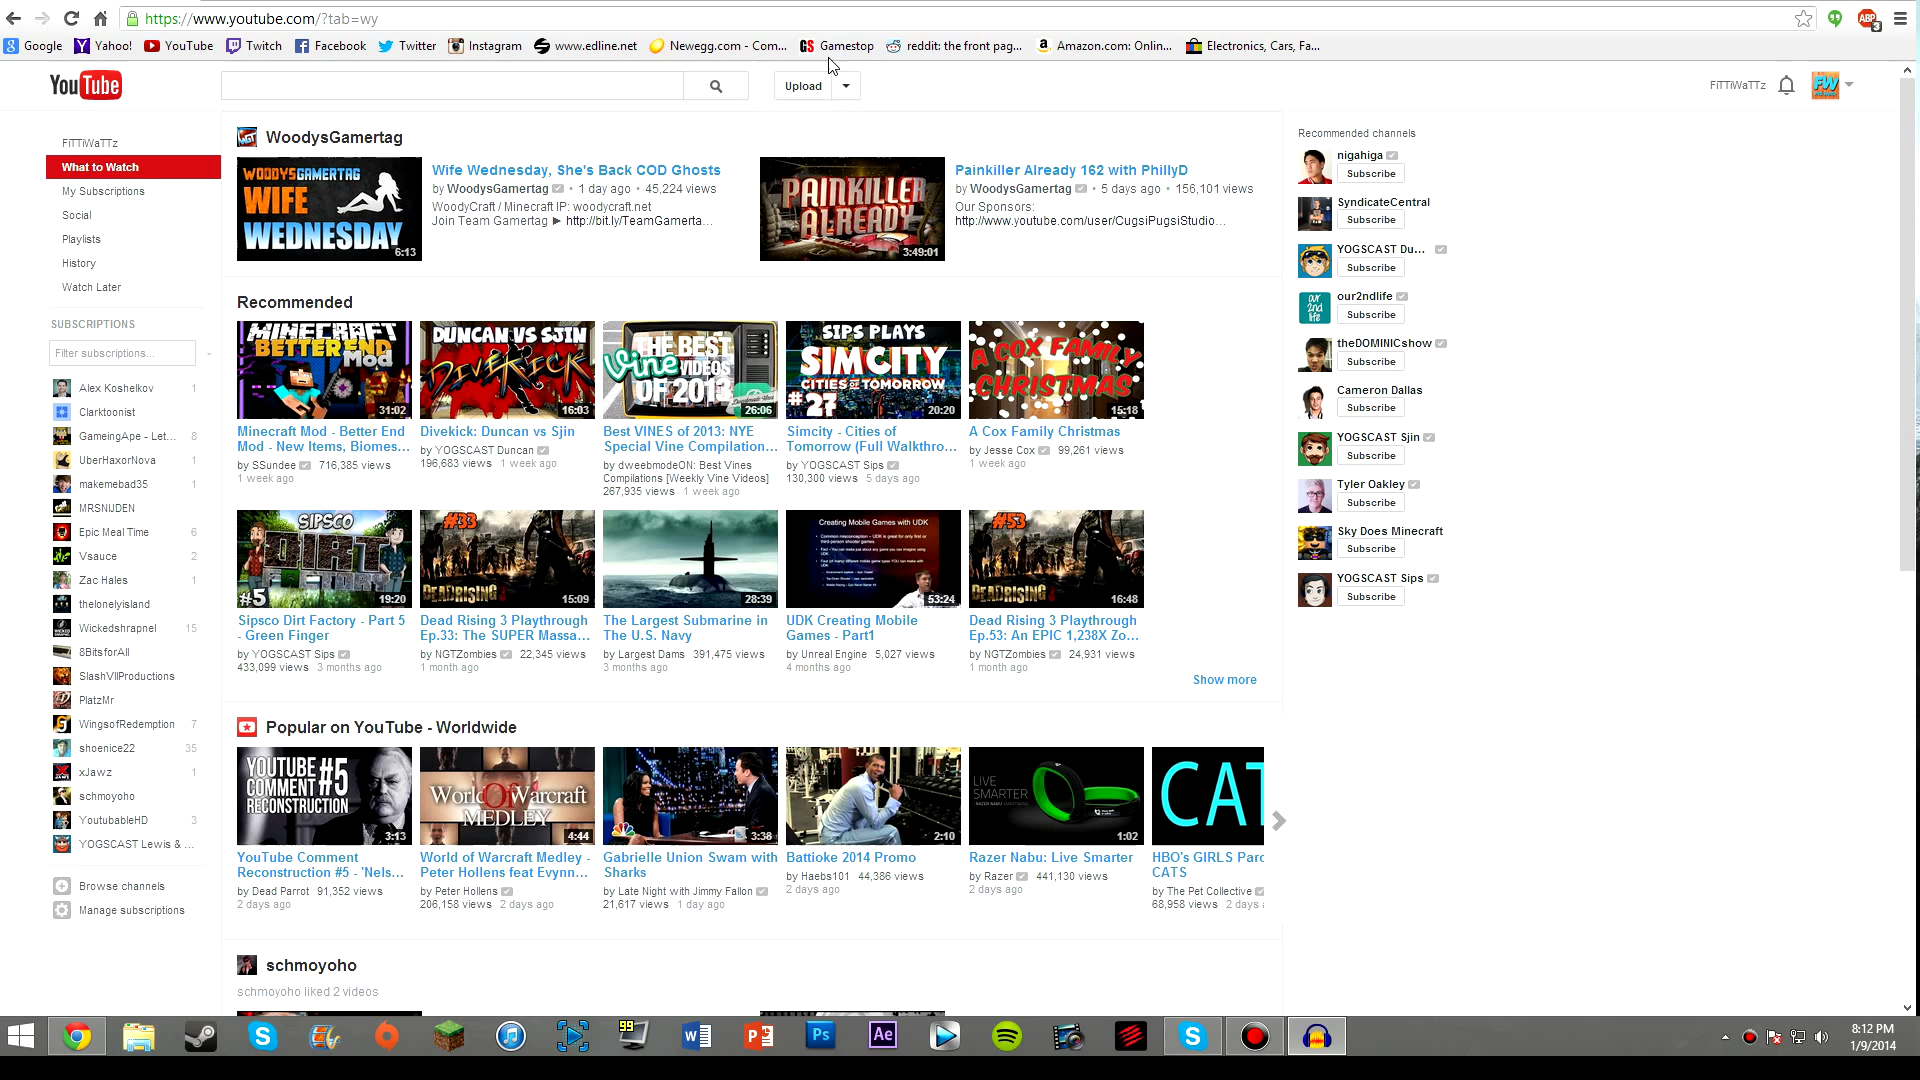 https://www.youtube.com/?tab=wy
ABP
3
Google
Yahoo!
YouTube
Twitch
Facebook
Twitter
Instagram
www.edline.net
Newegg.com - Com...
Gamestop
reddit: the front pag...
Amazon.com: Onlin...
Electronics, Cars, Fa...
YouTube
Upload
FiTTiWaTTz
FW
FiTTiWaTTz
What to Watch
My Subscriptions
Social
Playlists
History
Watch Later
SUBSCRIPTIONS
Filter subscriptions...
Alex Koshelkov 1
Clarktoonist
GameingApe - Let... 8
UberHaxorNova 1
makemebad35 1
MRSNIJDEN
Epic Meal Time 6
Vsauce 2
Zac Hales 1
thelonelyisland
Wickedshrapnel 15
8BitsforAll
SlashVIIProductions
PlatzMr
WingsofRedemption 7
shoenice22 35
xJawz 1
schmoyoho
YoutubableHD 3
YOGSCAST Lewis & ...
Browse channels
Manage subscriptions
WoodysGamertag
WOODYSGAMERTAG
WIFE
WEDNESDAY
6:13
Wife Wednesday, She's Back COD Ghosts
by WoodysGamertag • 1 day ago • 45,224 views
WoodyCraft / Minecraft IP: woodycraft.net
Join Team Gamertag ► http://bit.ly/TeamGamerta...
PAINKILLER
ALREADY
3:49:01
Painkiller Already 162 with PhillyD
by WoodysGamertag • 5 days ago • 156,101 views
Our Sponsors:
http://www.youtube.com/user/CugsiPugsiStudio...
Recommended
MINECRAFT
BETTER END
Mod
31:02
Minecraft Mod - Better End
Mod - New Items, Biomes...
by SSundee 716,385 views
1 week ago
DUNCAN VS SJIN
DIVEKICK
16:03
Divekick: Duncan vs Sjin
by YOGSCAST Duncan
196,683 views 1 week ago
THE BEST
Vine VIDEOS
OF 2013
26:06
Best VINES of 2013: NYE
Special Vine Compilation...
by dweebmodeON: Best Vines
Compilations [Weekly Vine Videos]
267,935 views 1 week ago
SIPS PLAYS
SIMCITY
CITIES OF TOMORROW
#27
20:20
Simcity - Cities of
Tomorrow (Full Walkthro...
by YOGSCAST Sips
130,300 views 5 days ago
A COX FAMILY
CHRISTMAS
15:18
A Cox Family Christmas
by Jesse Cox 99,261 views
1 week ago
SIPSCO
DIRT
#5
19:20
Sipsco Dirt Factory - Part 5
- Green Finger
by YOGSCAST Sips
433,099 views 3 months ago
#33
DEADRISING
15:09
Dead Rising 3 Playthrough
Ep.33: The SUPER Massa...
by NGTZombies 22,345 views
1 month ago
28:39
The Largest Submarine in
The U.S. Navy
by Largest Dams 391,475 views
3 months ago
Creating Mobile Games with UDK
53:24
UDK Creating Mobile
Games - Part1
by Unreal Engine 5,027 views
4 months ago
#53
DEADRISING
16:48
Dead Rising 3 Playthrough
Ep.53: An EPIC 1,238X Zo...
by NGTZombies 24,931 views
1 month ago
Show more
Popular on YouTube - Worldwide
YOUTUBE
COMMENT #5
RECONSTRUCTION
3:13
YouTube Comment
Reconstruction #5 - 'Nels...
by Dead Parrot 91,352 views
2 days ago
World Of Warcraft
MEDLEY
4:44
World of Warcraft Medley -
Peter Hollens feat Evynn...
by Peter Hollens
206,158 views 2 days ago
3:38
Gabrielle Union Swam with
Sharks
by Late Night with Jimmy Fallon
21,617 views 1 day ago
2:10
Battioke 2014 Promo
by Haebs101 44,386 views
2 days ago
LIVE
SMARTER
1:02
Razer Nabu: Live Smarter
by Razer 441,130 views
2 days ago
CAT
HBO's GIRLS Parc
CATS
by The Pet Collective
68,958 views 2 days
schmoyoho
schmoyoho liked 2 videos
Recommended channels
nigahiga
Subscribe
SyndicateCentral
Subscribe
YOGSCAST Du...
Subscribe
our 2nd life
our2ndlife
Subscribe
theDOMINICshow
Subscribe
Cameron Dallas
Subscribe
YOGSCAST Sjin
Subscribe
Tyler Oakley
Subscribe
Sky Does Minecraft
Subscribe
YOGSCAST Sips
Subscribe
99
Ps
Ae
8:12 PM
1/9/2014